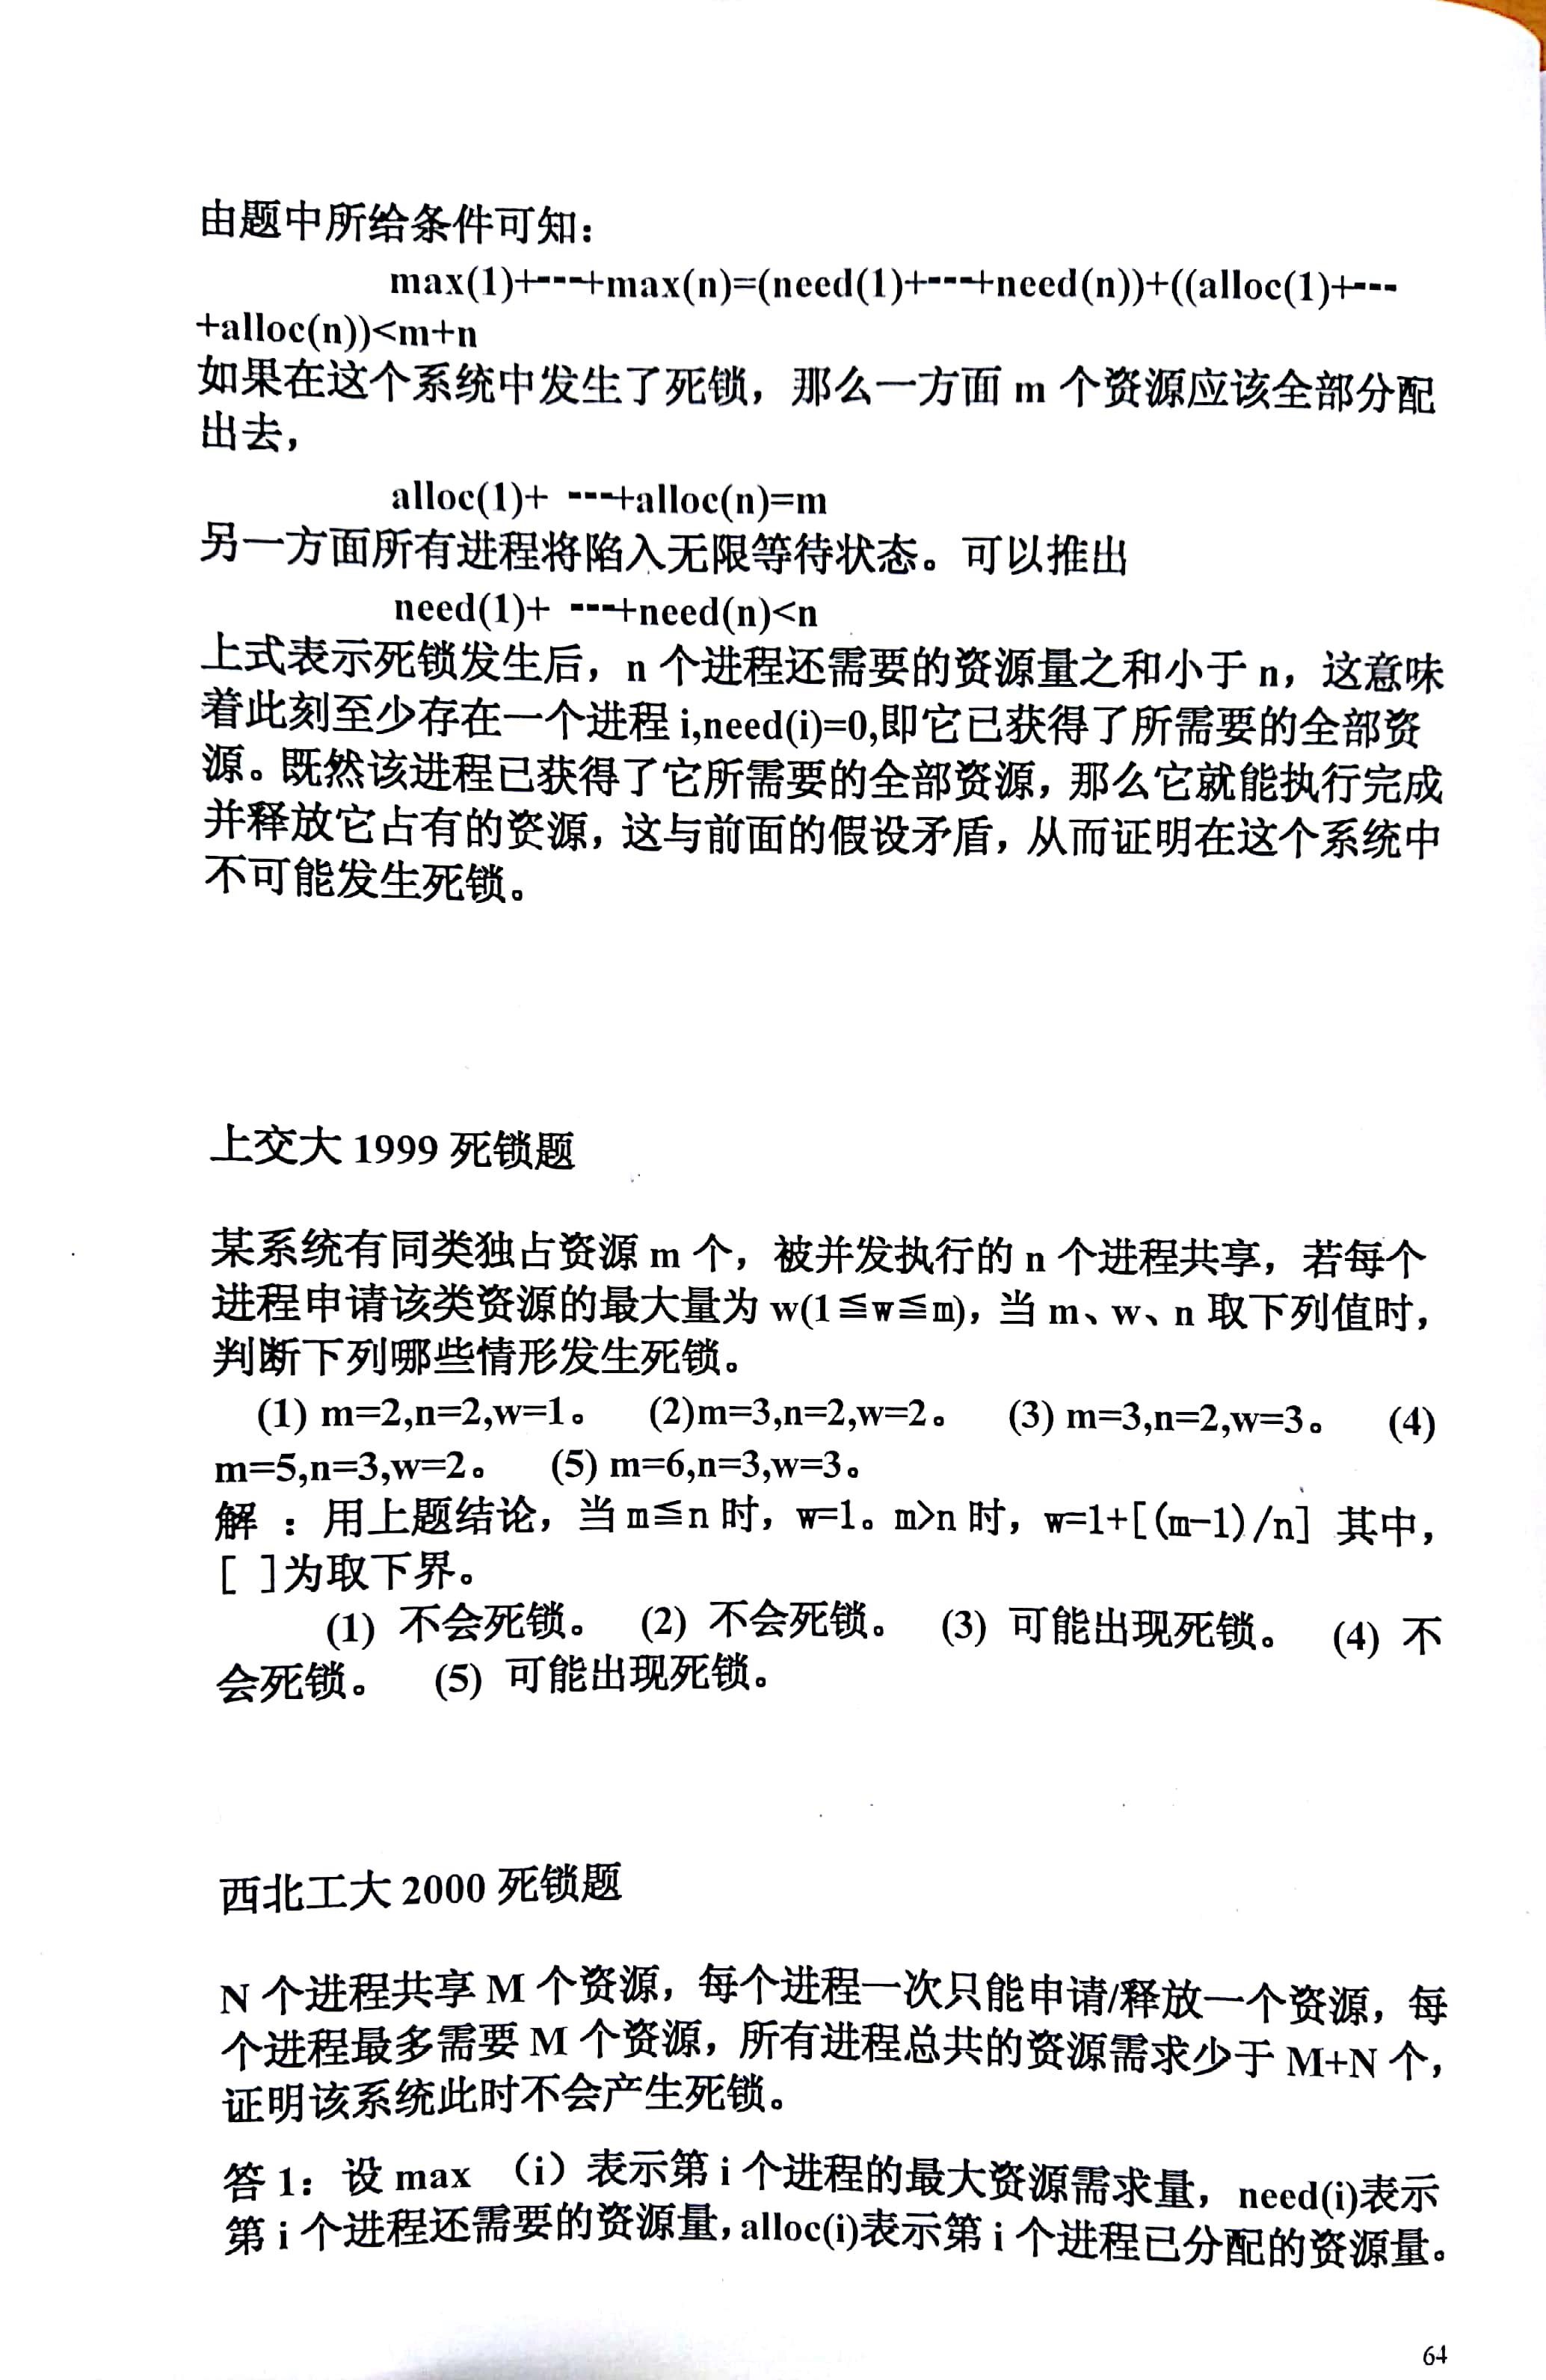 由题中所给条件可知：
max(1)+┅+max(n)=(need(1)+┅+need(n))+((alloc(1)+┅
+alloc(n))<m+n
如果在这个系统中发生了死锁，那么一方面 m 个资源应该全部分配
出去，
alloc(1)+ ┅+alloc(n)=m
另一方面所有进程将陷入无限等待状态。可以推出
need(1)+ ┅+need(n)<n
上式表示死锁发生后，n 个进程还需要的资源量之和小于 n，这意味
着此刻至少存在一个进程 i,need(i)=0,即它已获得了所需要的全部资
源。既然该进程已获得了它所需要的全部资源，那么它就能执行完成
并释放它占有的资源，这与前面的假设矛盾，从而证明在这个系统中
不可能发生死锁。
上交大 1999 死锁题
某系统有同类独占资源 m 个，被并发执行的 n 个进程共享，若每个
进程申请该类资源的最大量为 w(1≦w≦m)，当 m、w、n 取下列值时，
判断下列哪些情形发生死锁。
(1) m=2,n=2,w=1。 (2)m=3,n=2,w=2。 (3) m=3,n=2,w=3。 (4)
m=5,n=3,w=2。 (5) m=6,n=3,w=3。
解 ：用上题结论，当 m≦n 时，w=1。m>n 时，w=1+[(m-1)/n] 其中，
[ ]为取下界。
(1) 不会死锁。 (2) 不会死锁。 (3) 可能出现死锁。 (4) 不
会死锁。 (5) 可能出现死锁。
西北工大 2000 死锁题
N 个进程共享 M 个资源，每个进程一次只能申请/释放一个资源，每
个进程最多需要 M 个资源，所有进程总共的资源需求少于 M+N 个，
证明该系统此时不会产生死锁。
答 1：设 max （i）表示第 i 个进程的最大资源需求量，need(i)表示
第 i 个进程还需要的资源量，alloc(i)表示第 i 个进程已分配的资源量。
64